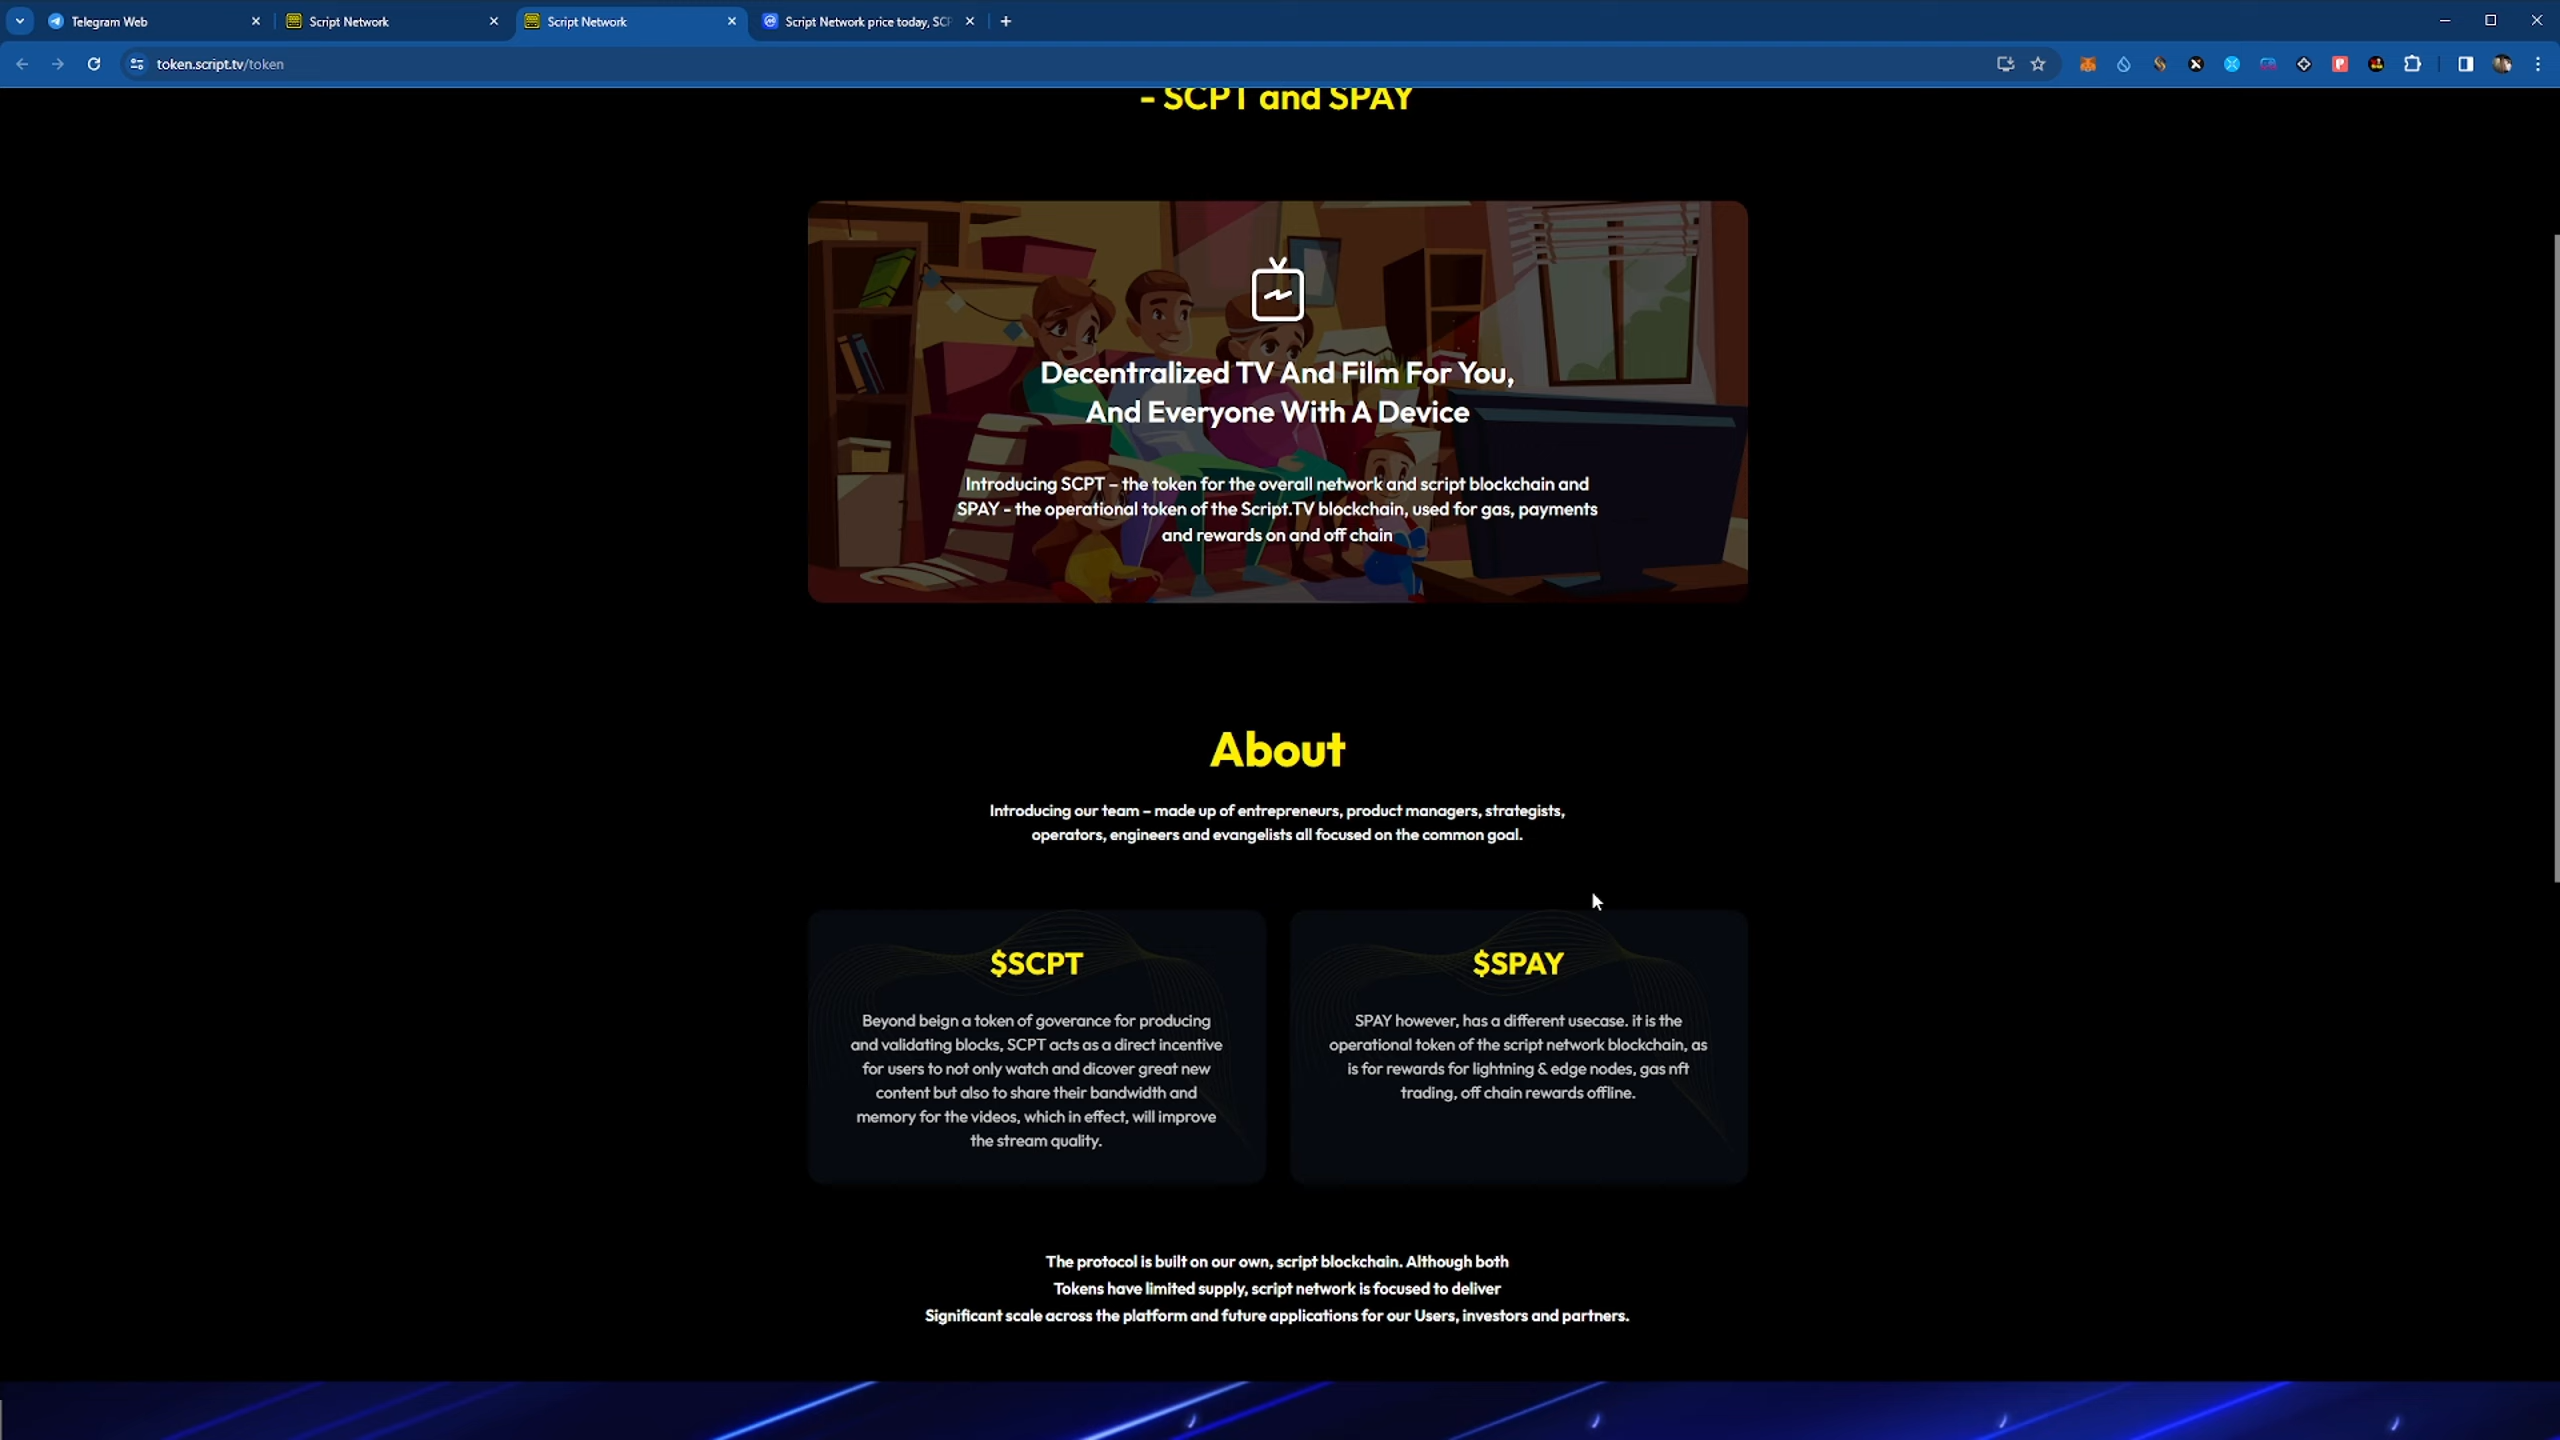 Telegram Web
Script Network
Script Network
Script Network price today, SCP
token.script.tv/token
- SCPT and SPAY
Decentralized TV And Film For You,
And Everyone With A Device
Introducing SCPT – the token for the overall network and script blockchain and
SPAY - the operational token of the Script.TV blockchain, used for gas, payments
and rewards on and off chain
About
Introducing our team – made up of entrepreneurs, product managers, strategists,
operators, engineers and evangelists all focused on the common goal.
$SCPT
Beyond beign a token of goverance for producing
and validating blocks, SCPT acts as a direct incentive
for users to not only watch and dicover great new
content but also to share their bandwidth and
memory for the videos, which in effect, will improve
the stream quality.
$SPAY
SPAY however, has a different usecase. it is the
operational token of the script network blockchain, as
is for rewards for lightning & edge nodes, gas nft
trading, off chain rewards offline.
The protocol is built on our own, script blockchain. Although both
Tokens have limited supply, script network is focused to deliver
Significant scale across the platform and future applications for our Users, investors and partners.